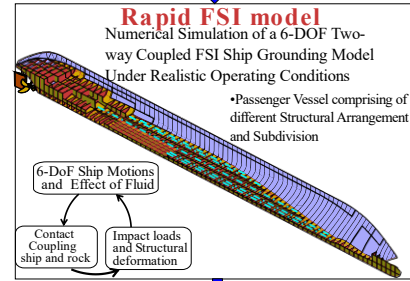 Rapid FSI model
Numerical Simulation of a 6-DOF Two-
way Coupled FSI Ship Grounding Model
Under Realistic Operating Conditions
•Passenger Vessel comprising of
different Structural Arrangement
and Subdivision
6-DoF Ship Motions
and Effect of Fluid
Contact
Coupling
ship and rock
Impact loads
and Structural
deformation